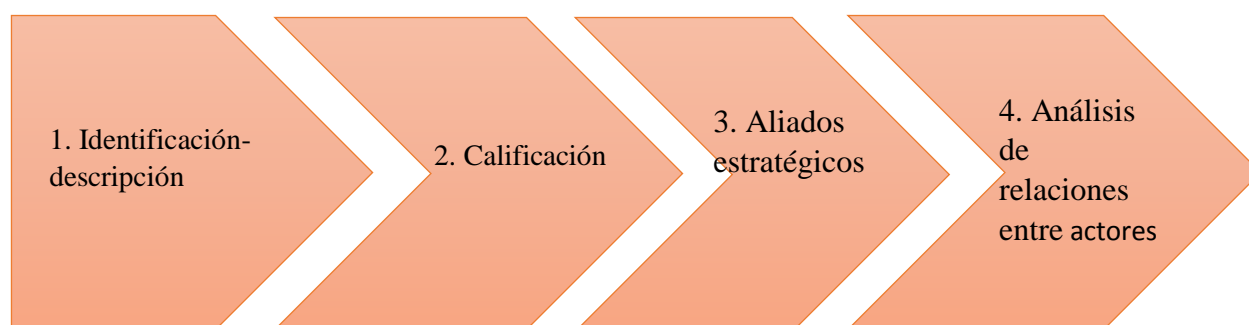 1. Identificación-
descripción
2. Calificación
3. Aliados
estratégicos
4. Análisis
de
relaciones
entre actores